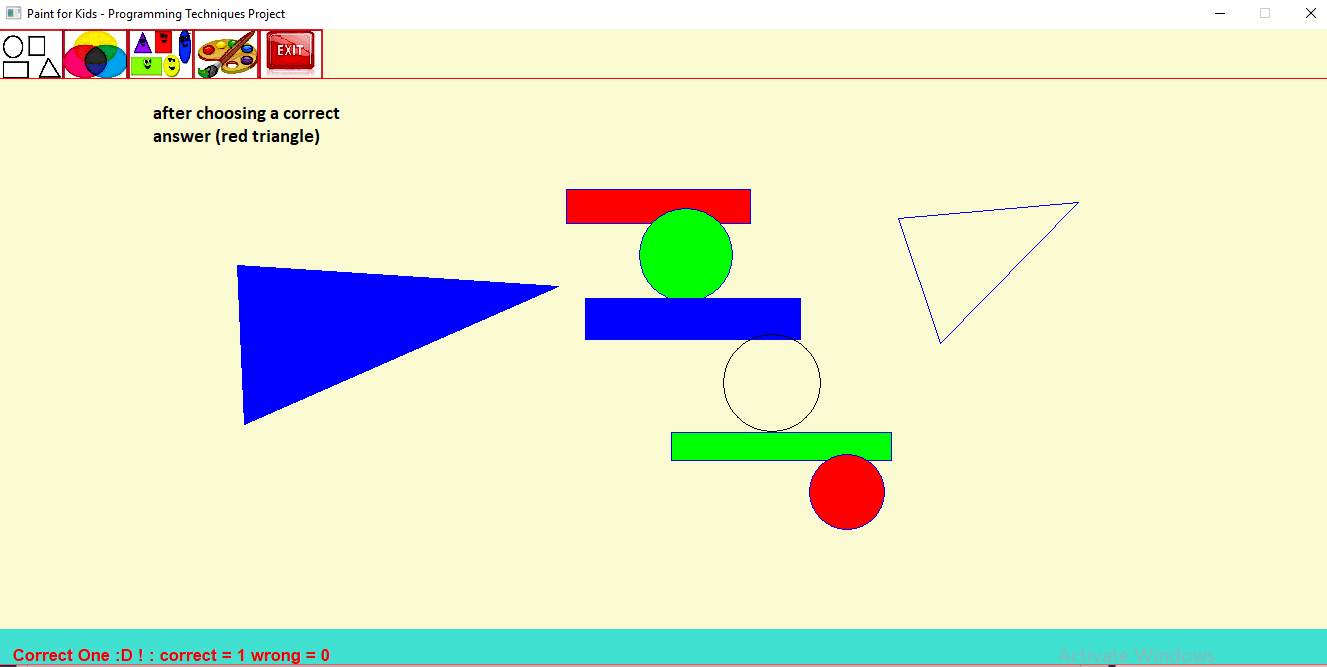 Paint for Kids - Programming Techniques Project
EXIT
after choosing a correct
answer (red triangle)
Correct One :D ! : correct = 1 wrong = 0
Activate Windows